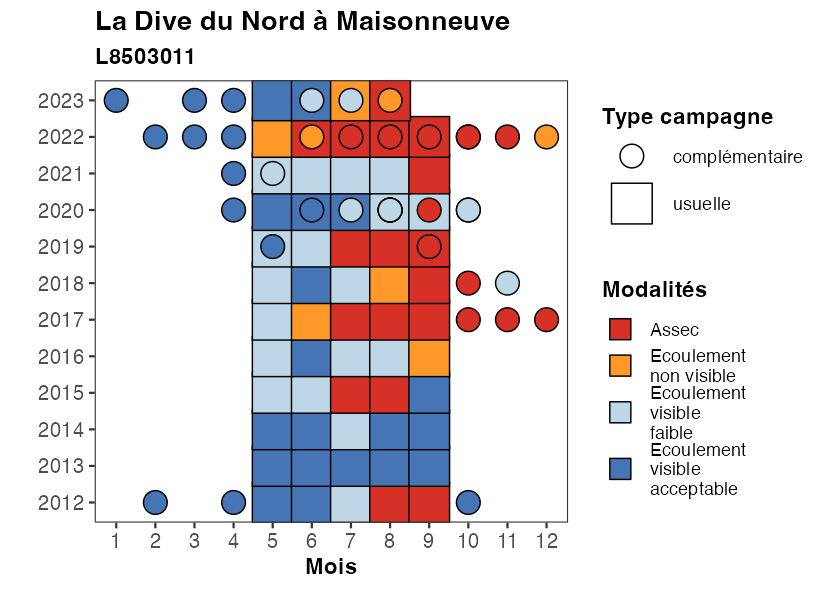 La Dive du Nord à Maisonneuve
L8503011
2023
2022
2021
2020
2019
2018
2017
2016
2015
2014
2013
2012
1 2 3 4 5 6 7 8 9 10 11 12
Mois
Type campagne
complémentaire
usuelle
Modalités
Assec
Ecoulement
non visible
Ecoulement
visible
faible
Ecoulement
visible
acceptable